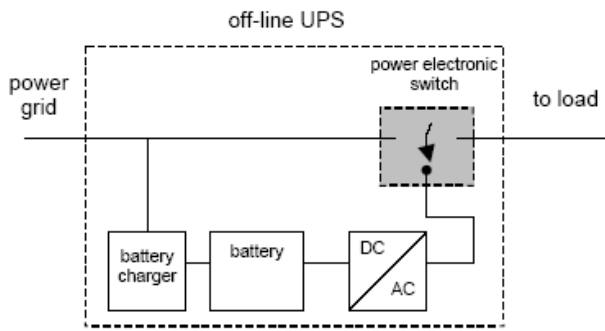 off-line UPS
power
grid
power electronic
switch
to load
battery
charger
battery
DC
AC